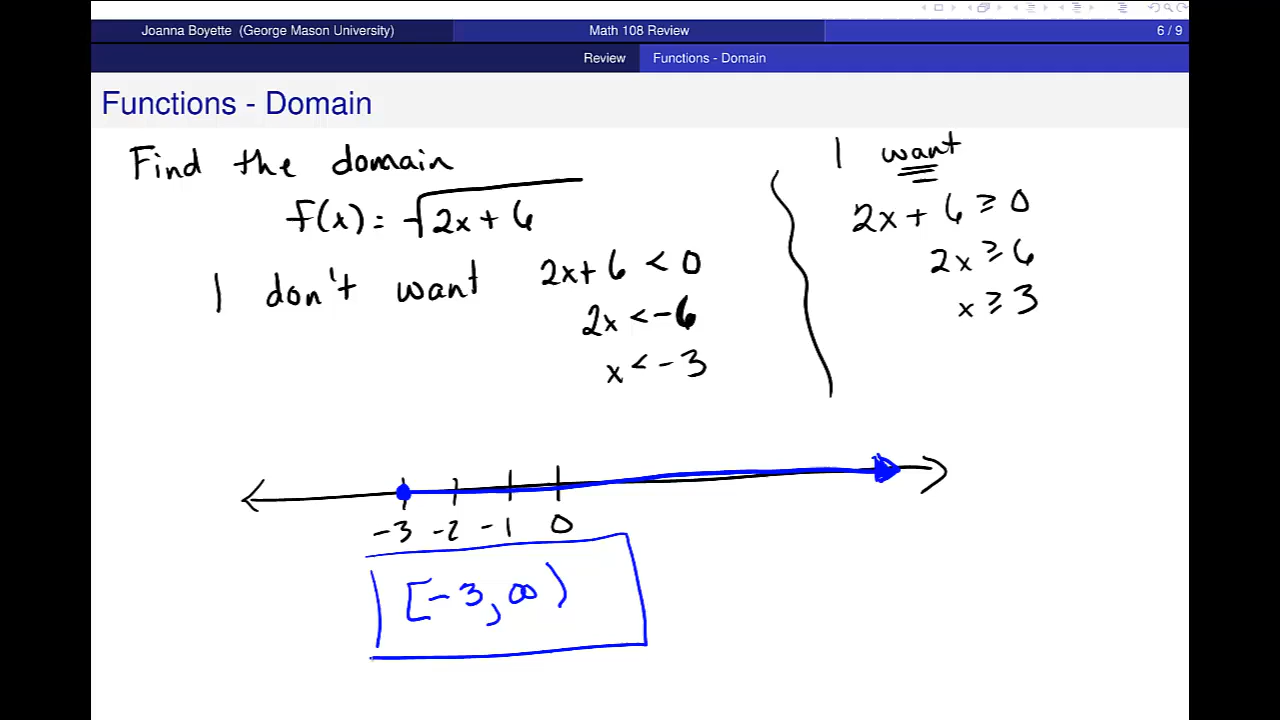 Joanna Boyette (George Mason University) Math 108 Review 6 / 9
Review Functions - Domain
Functions - Domain
Find the domain
f(x) = √2x + 6
I don't want 2x + 6 < 0
2x < -6
x < -3
I want
2x + 6 ≥ 0
2x ≥ 6
x ≥ 3
-3 -2 -1 0
[-3, ∞)